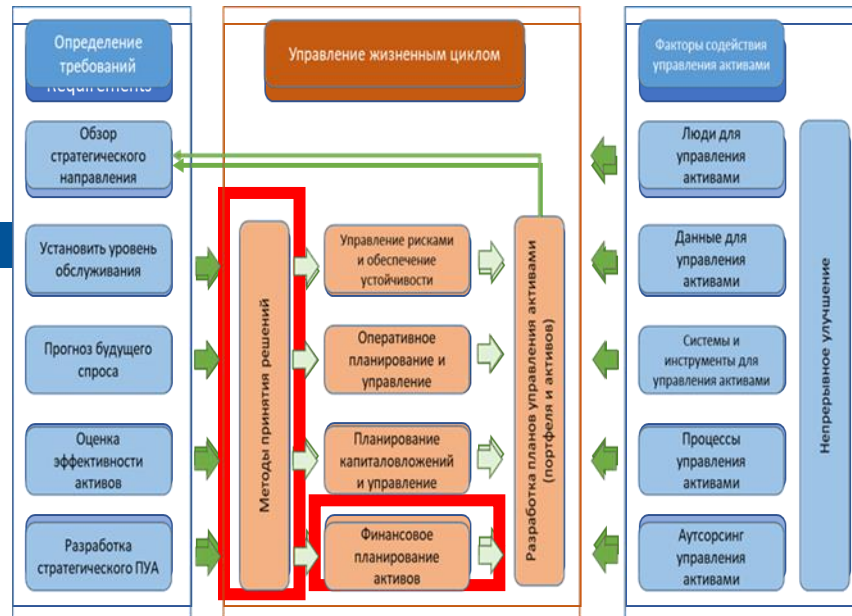 Определение
требований
Requirements
Обзор
стратегического
направления
Установить уровень
обслуживания
Прогноз будущего
спроса
Оценка
эффективности
активов
Разработка
стратегического ПУА
Управление жизненным циклом
Методы принятия решений
Управление рисками
и обеспечение
устойчивости
Оперативное
планирование и
управление
Планирование
капиталовложений
и управление
Финансовое
планирование
активов
Разработка планов управления активами
(портфеля и активов)
Факторы содействия
управления активами
Люди для
управления
активами
Данные для
управления
активами
Системы и
инструменты для
управления активами
Процессы
управления
активами
Аутсорсинг
управления
активами
Непрерывное улучшение